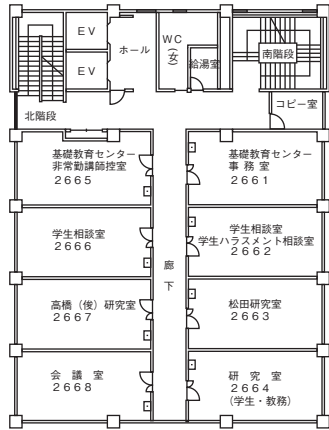 EV
EV
ホール
WC
(女)
給湯室
南階段
コピー室
北階段
基礎教育センター
非常勤講師控室
2665
基礎教育センター
事務室
2661
学生相談室
2666
学生相談室
学生ハラスメント相談室
2662
廊下
高橋(俊)研究室
2667
松田研究室
2663
会議室
2668
研究室
2664
(学生・教務)